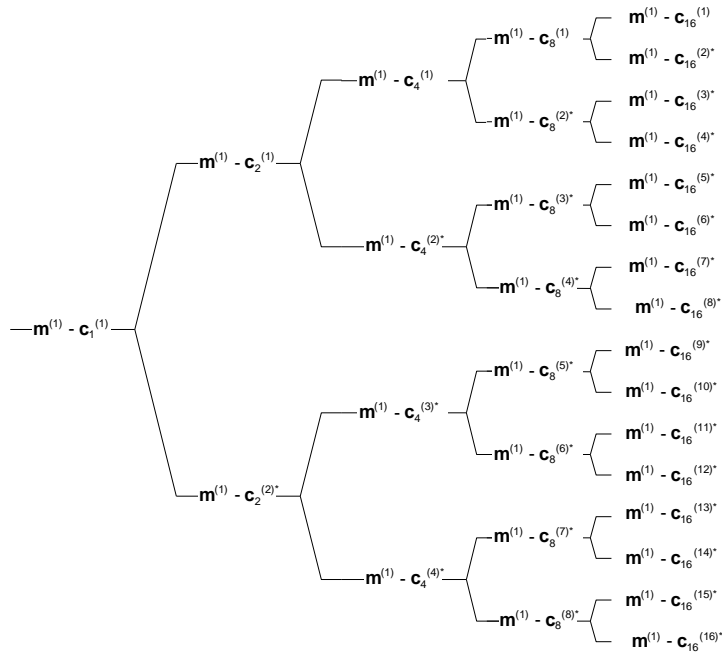 m(1) - c1(1)
m(1) - c2(1)
m(1) - c2(2)*
m(1) - c4(1)
m(1) - c4(2)*
m(1) - c4(3)*
m(1) - c4(4)*
m(1) - c8(1)
m(1) - c8(2)*
m(1) - c8(3)*
m(1) - c8(4)*
m(1) - c8(5)*
m(1) - c8(6)*
m(1) - c8(7)*
m(1) - c8(8)*
m(1) - c16(1)
m(1) - c16(2)*
m(1) - c16(3)*
m(1) - c16(4)*
m(1) - c16(5)*
m(1) - c16(6)*
m(1) - c16(7)*
m(1) - c16(8)*
m(1) - c16(9)*
m(1) - c16(10)*
m(1) - c16(11)*
m(1) - c16(12)*
m(1) - c16(13)*
m(1) - c16(14)*
m(1) - c16(15)*
m(1) - c16(16)*